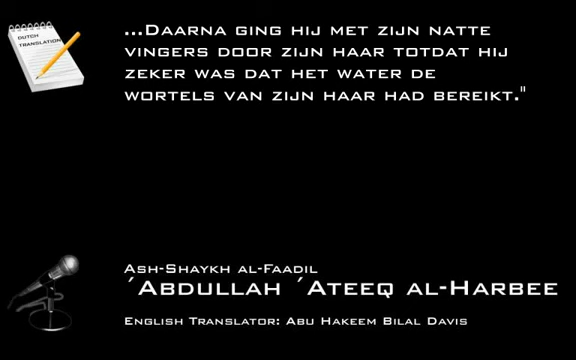 DUTCH
TRANSLATION
...Daarna ging hij met zijn natte
vingers door zijn haar totdat hij
zeker was dat het water de
wortels van zijn haar had bereikt."
Ash-Shaykh al-Faadil
´Abdullah ´Ateeq al-Harbee
English Translator: Abu Hakeem Bilal Davis